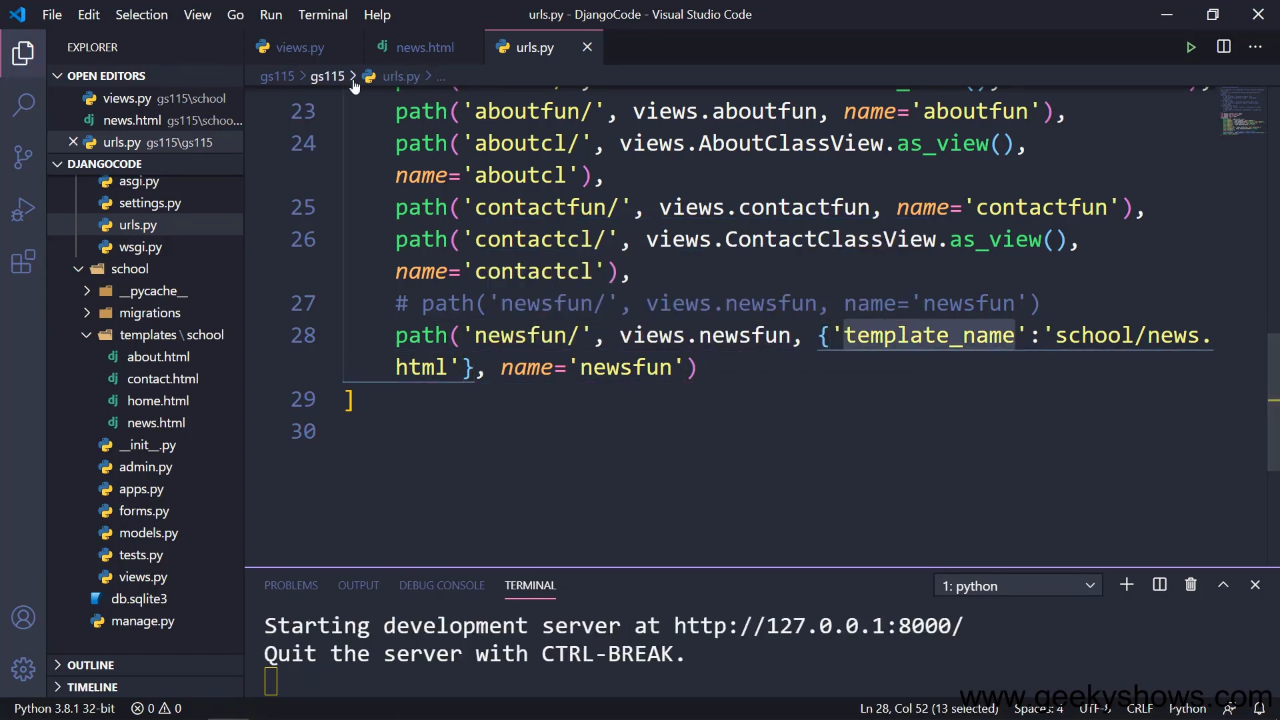 File Edit Selection View Go Run Terminal Help urls.py - DjangoCode - Visual Studio Code
EXPLORER
OPEN EDITORS
views.py gs115\school
news.html gs115\schoo...
urls.py gs115\gs115
DJANGOCODE
asgi.py
settings.py
urls.py
wsgi.py
school
__pycache__
migrations
templates \ school
about.html
contact.html
home.html
news.html
__init__.py
admin.py
apps.py
forms.py
models.py
tests.py
views.py
db.sqlite3
manage.py
OUTLINE
TIMELINE
views.py news.html urls.py
gs115 > gs115 > urls.py > ...
23 path('aboutfun/', views.aboutfun, name='aboutfun'),
24 path('aboutcl/', views.AboutClassView.as_view(),
name='aboutcl'),
25 path('contactfun/', views.contactfun, name='contactfun'),
26 path('contactcl/', views.ContactClassView.as_view(),
name='contactcl'),
27 # path('newsfun/', views.newsfun, name='newsfun')
28 path('newsfun/', views.newsfun, {'template_name':'school/news.
html'}, name='newsfun')
29 ]
30
PROBLEMS OUTPUT DEBUG CONSOLE TERMINAL 1: python
Starting development server at http://127.0.0.1:8000/
Quit the server with CTRL-BREAK.
www.geekyshows.com
Python 3.8.1 32-bit 0 0 Ln 28, Col 52 (13 selected) Spaces: 4 UTF-8 CRLF Python